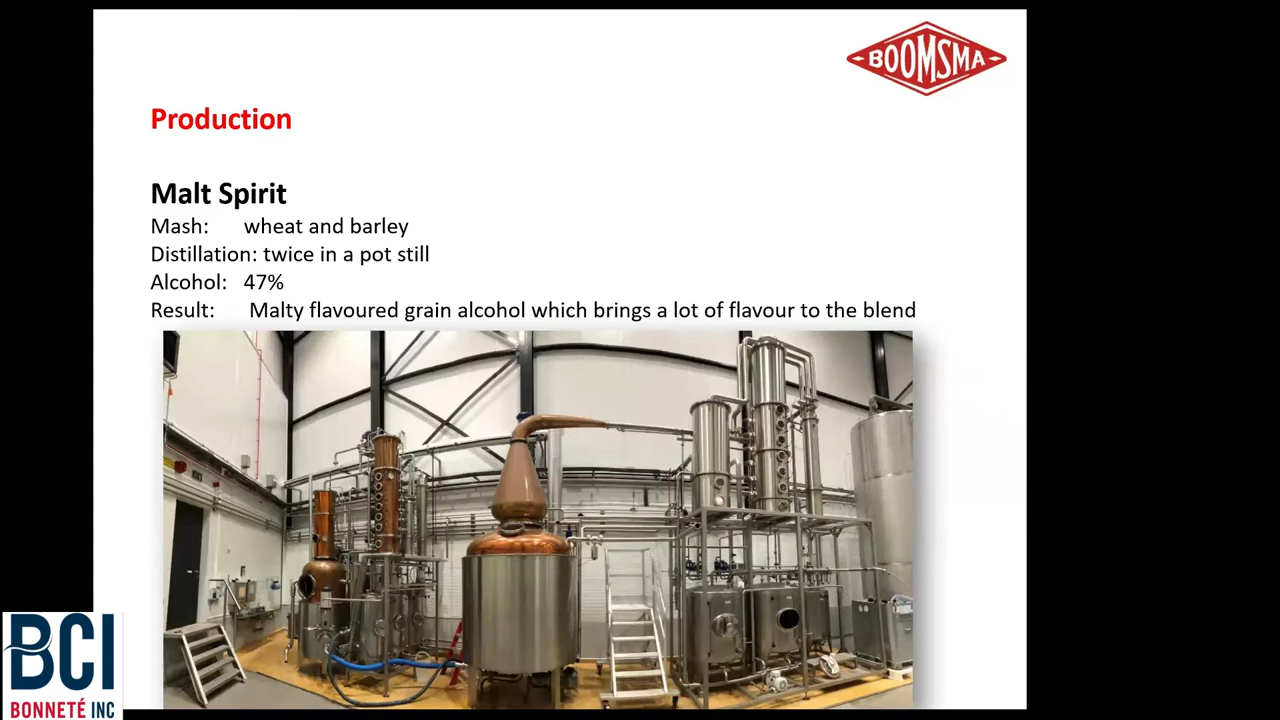 BOOMSMA
Production
Malt Spirit
Mash: wheat and barley
Distillation: twice in a pot still
Alcohol: 47%
Result: Malty flavoured grain alcohol which brings a lot of flavour to the blend
BCI
BONNETÉ INC